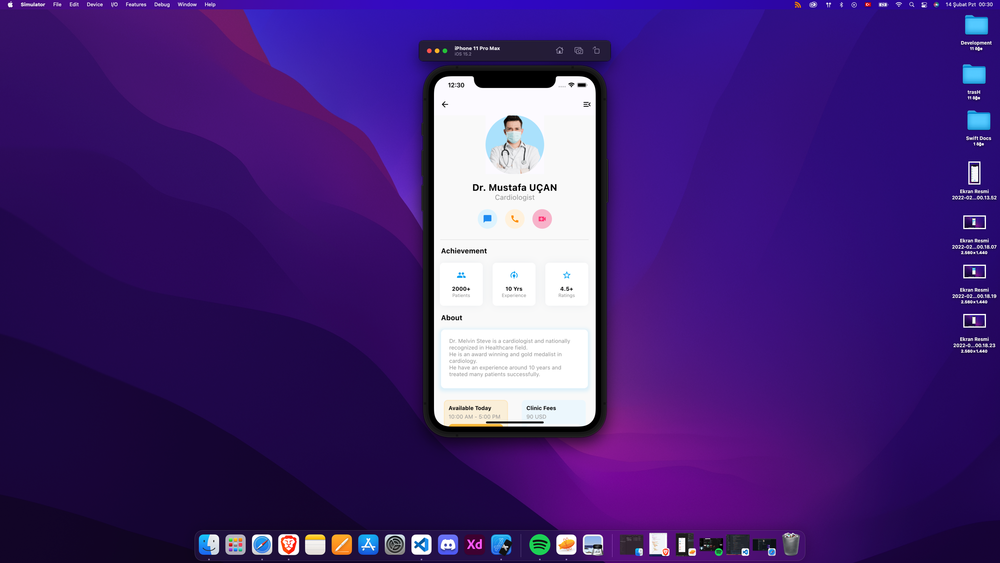 Simulator File Edit Device I/O Features Debug Window Help
14 Şubat Pzt 00:30
iPhone 11 Pro Max
iOS 15.2
12:30
Dr. Mustafa UÇAN
Cardiologist
Achievement
2000+
Patients
10 Yrs
Experience
4.5+
Ratings
About
Dr. Melvin Steve is a cardiologist and nationally
recognized in Healthcare field.
He is an award winning and gold medalist in
cardiology.
He have an experience around 10 years and
treated many patients successfully.
Available Today
10:00 AM - 5:00 PM
Clinic Fees
90 USD
Development
11 öğe
trasH
11 öğe
Swift Docs
1 öğe
Ekran Resmi
2022-02...00.13.52
Ekran Resmi
2022-02...00.18.07
2.560×1.440
Ekran Resmi
2022-02...00.18.19
2.560×1.440
Ekran Resmi
2022-0...0.18.23
2.560×1.440
Xd